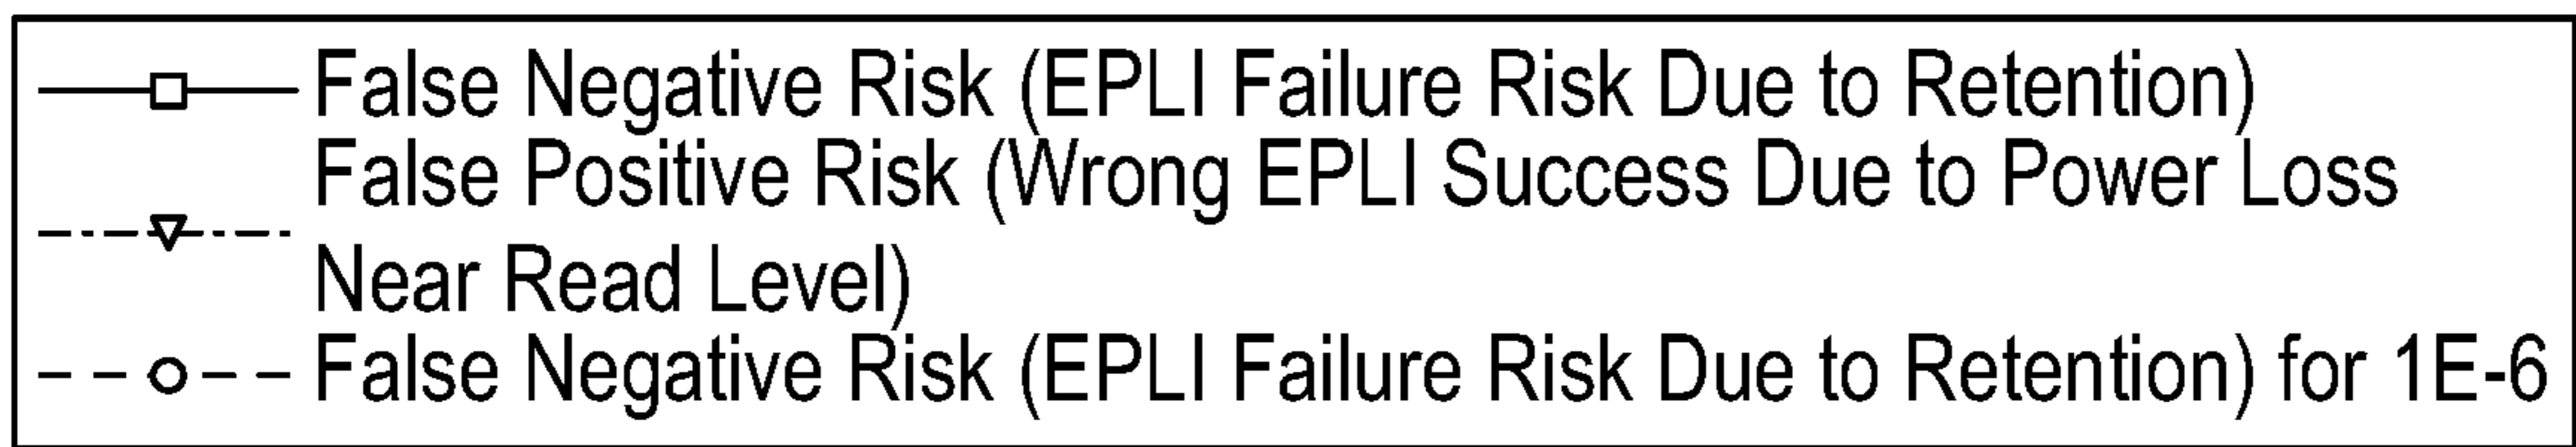 False Negative Risk (EPLI Failure Risk Due to Retention)
False Positive Risk (Wrong EPLI Success Due to Power Loss
Near Read Level)
False Negative Risk (EPLI Failure Risk Due to Retention) for 1E-6